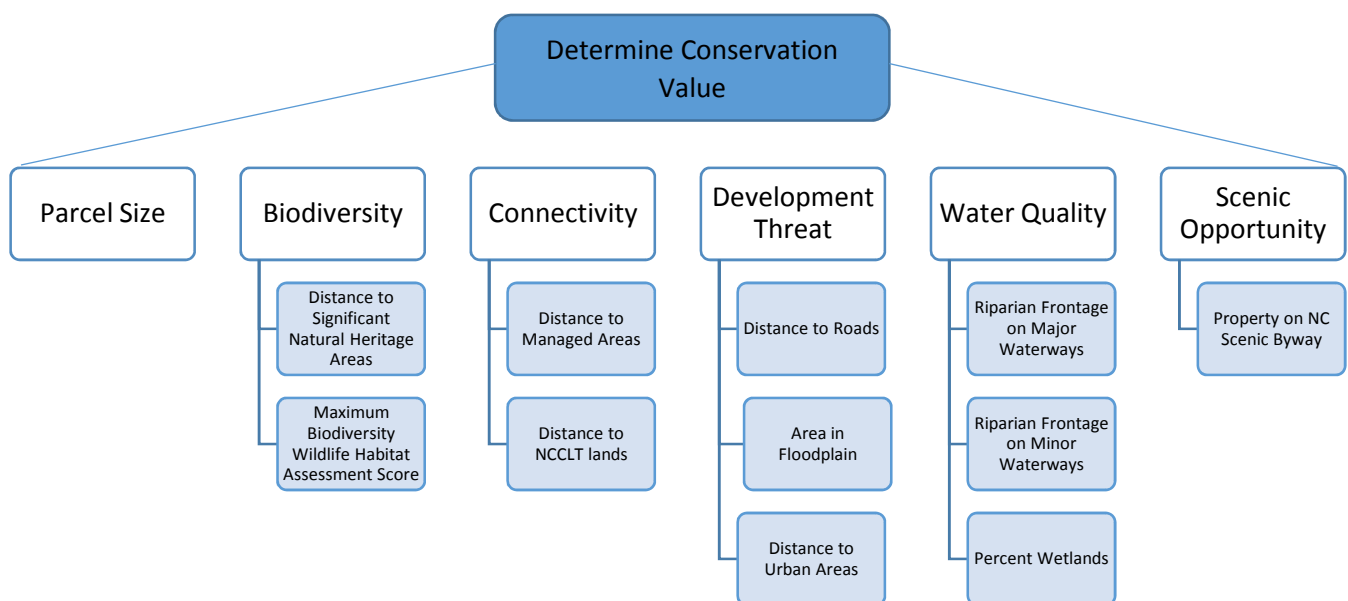 Determine Conservation
Value
Parcel Size
Biodiversity
Distance to
Significant
Natural Heritage
Areas
Maximum
Biodiversity
Wildlife Habitat
Assessment Score
Connectivity
Distance to
Managed Areas
Distance to
NCCLT lands
Development
Threat
Distance to Roads
Area in
Floodplain
Distance to
Urban Areas
Water Quality
Riparian Frontage
on Major
Waterways
Riparian Frontage
on Minor
Waterways
Percent Wetlands
Scenic
Opportunity
Property on NC
Scenic Byway